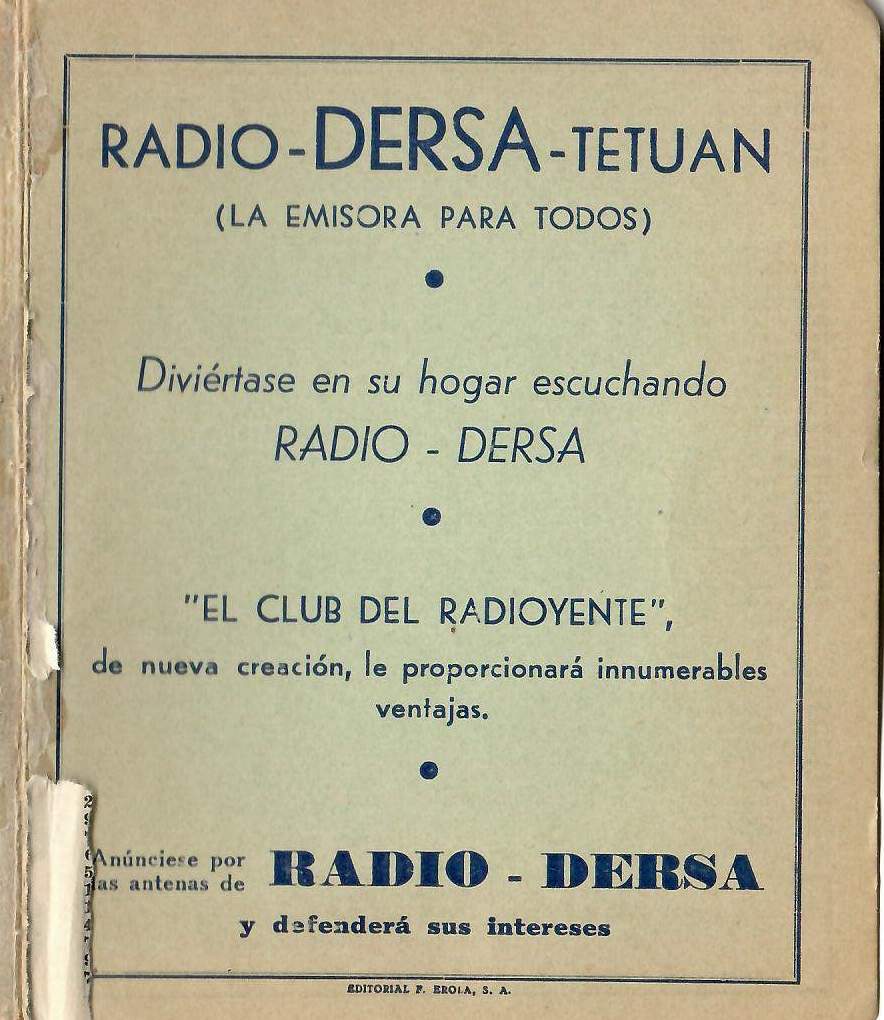 RADIO-DERSA-TETUAN
(LA EMISORA PARA TODOS)
Diviértase en su hogar escuchando
RADIO - DERSA
"EL CLUB DEL RADIOYENTE",
de nueva creación, le proporcionará innumerables
ventajas.
Anúnciese por
las antenas de
RADIO - DERSA
y defenderá sus intereses
EDITORIAL F. EROLA, S. A.